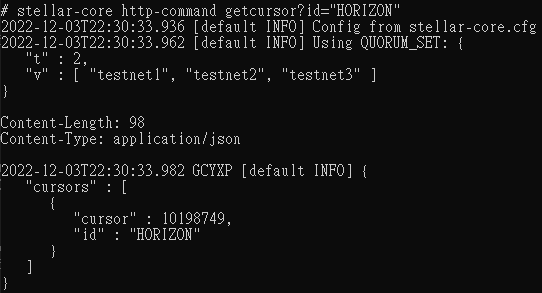 # stellar-core http-command getcursor?id="HORIZON"
2022-12-03T22:30:33.936 [default INFO] Config from stellar-core.cfg
2022-12-03T22:30:33.962 [default INFO] Using QUORUM_SET: {
   "t" : 2,
   "v" : [ "testnet1", "testnet2", "testnet3" ]
}

Content-Length: 98
Content-Type: application/json

2022-12-03T22:30:33.982 GCYXP [default INFO] {
   "cursors" : [
      {
         "cursor" : 10198749,
         "id" : "HORIZON"
      }
   ]
}